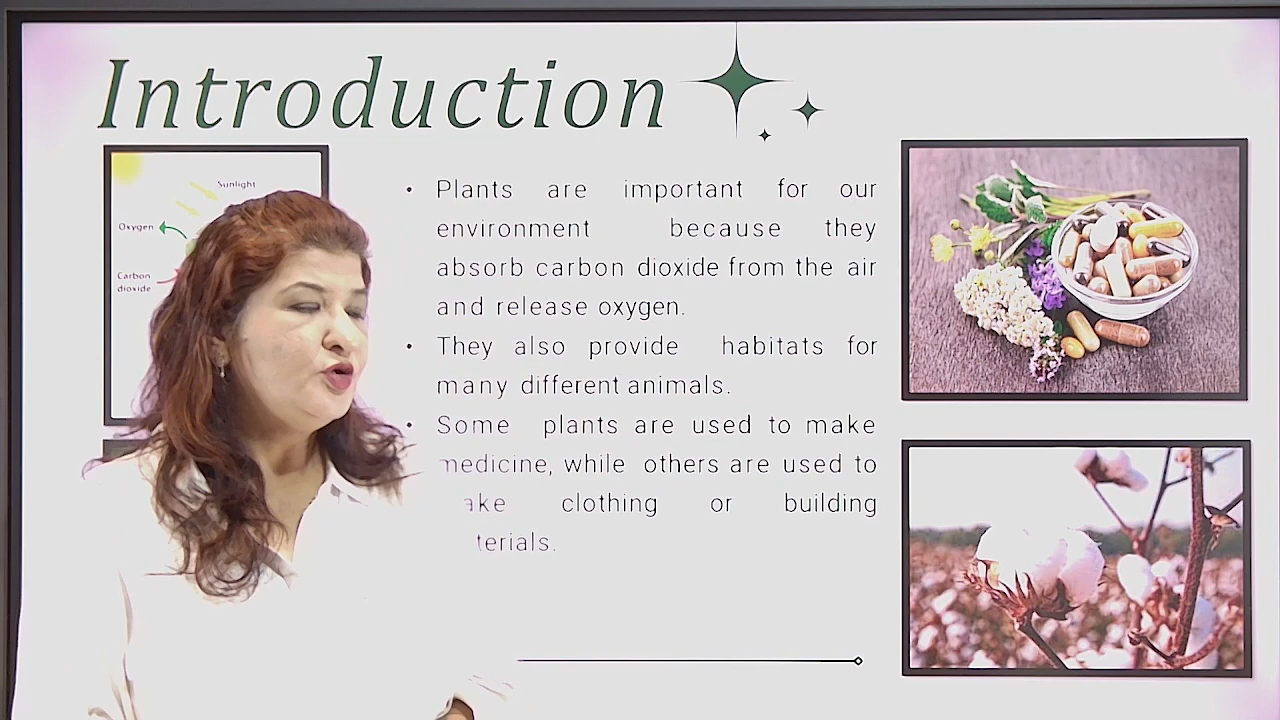 Introduction
Sunlight
Oxygen
Carbon
dioxide
• Plants are important for our
environment because they
absorb carbon dioxide from the air
and release oxygen.
• They also provide habitats for
many different animals.
• Some plants are used to make
medicine, while others are used to
clothing or building